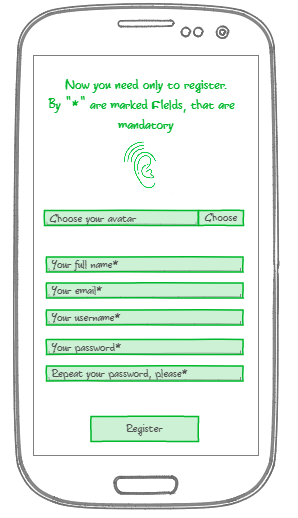 Now you need only to register.
By "*" are marked Fields, that are
mandatory
Choose your avatar
Choose
Your full name*
Your email*
Your username*
Your password*
Repeat your password, please*
Register